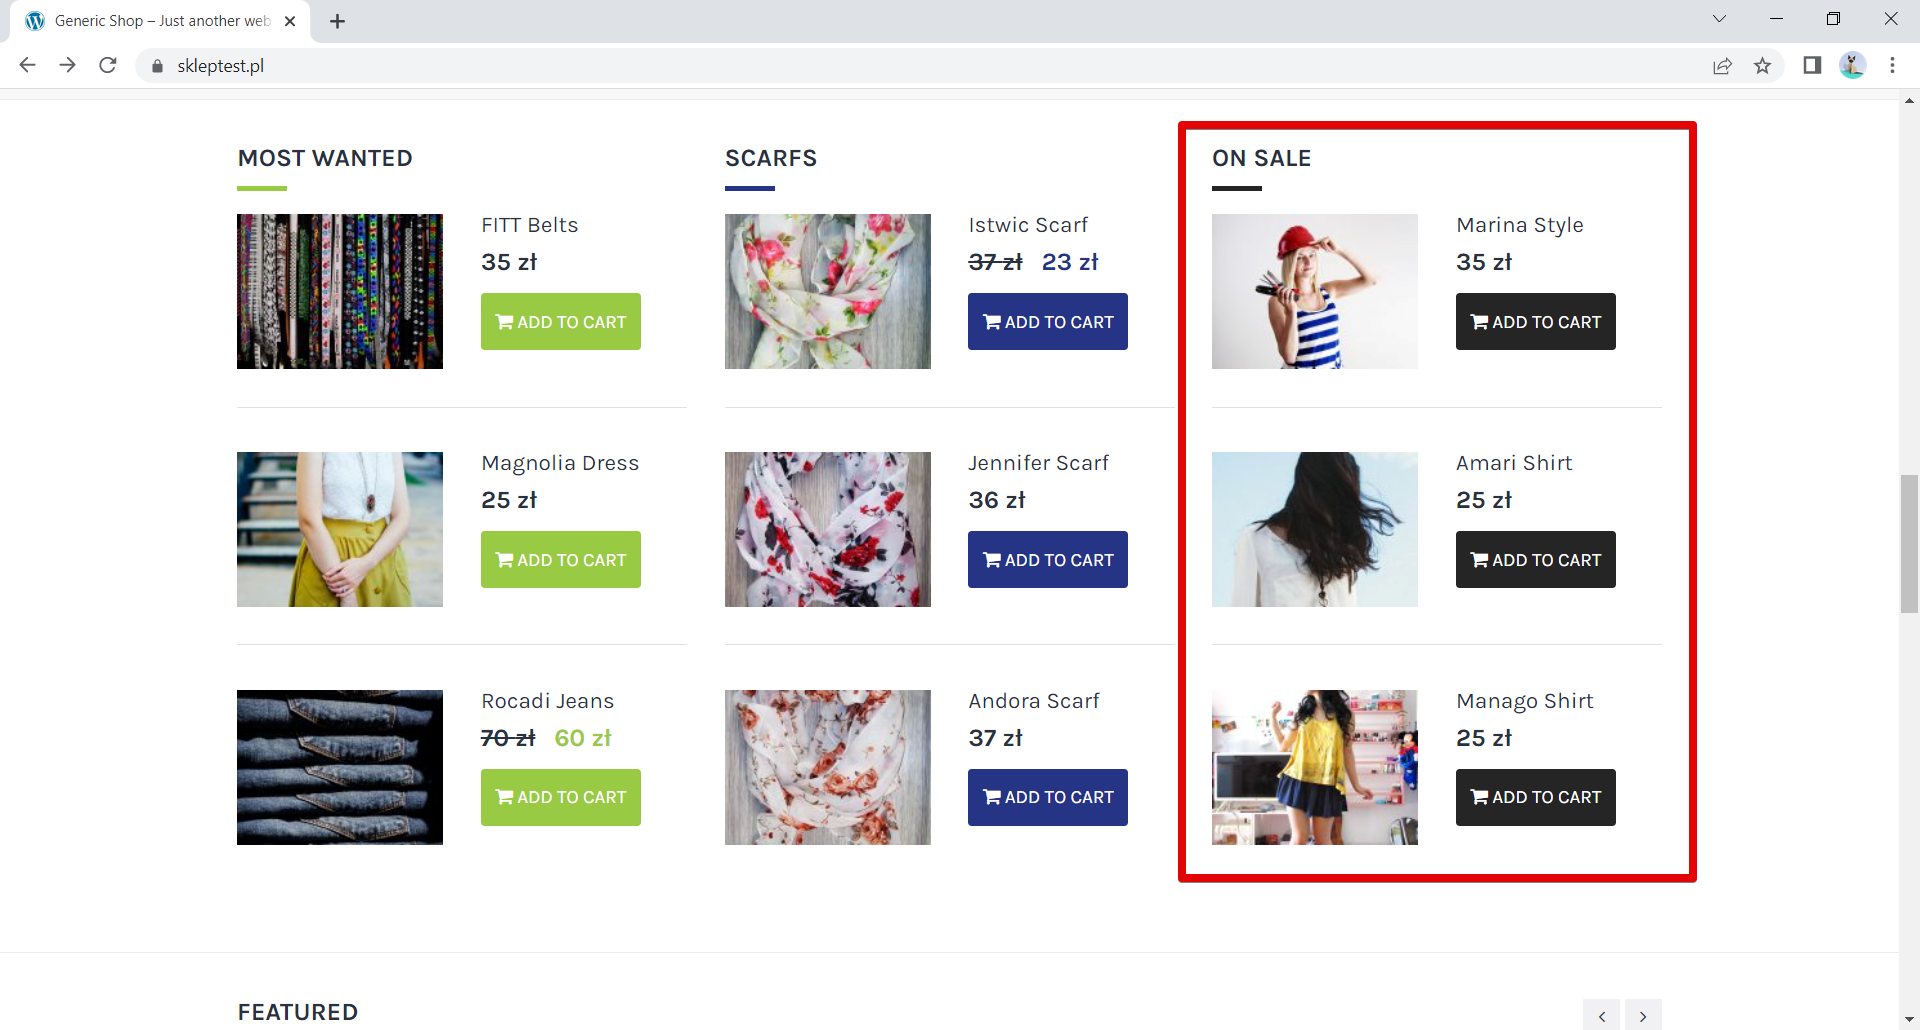 Generic Shop – Just another web
skleptest.pl
MOST WANTED
FITT Belts
35 zł
ADD TO CART
Magnolia Dress
25 zł
ADD TO CART
Rocadi Jeans
70 zł 60 zł
ADD TO CART
SCARFS
Istwic Scarf
37 zł 23 zł
ADD TO CART
Jennifer Scarf
36 zł
ADD TO CART
Andora Scarf
37 zł
ADD TO CART
ON SALE
Marina Style
35 zł
ADD TO CART
Amari Shirt
25 zł
ADD TO CART
Manago Shirt
25 zł
ADD TO CART
FEATURED